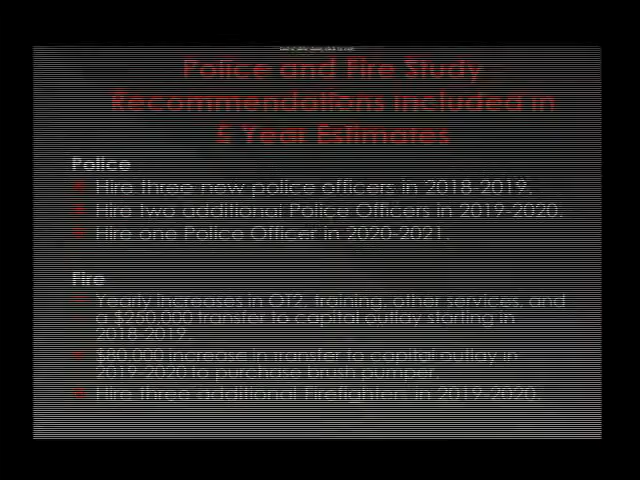 Police and Fire Study
Recommendations included in
5 Year Estimates
Police
Hire three new police officers in 2018-2019.
Hire two additional Police Officers in 2019-2020.
Hire one Police Officer in 2020-2021.
Fire
Yearly increases in OT2, training, other services, and
a $250,000 transfer to capital outlay starting in
2018-2019.
$80,000 increase in transfer to capital outlay in
2019-2020 to purchase brush pumper.
Hire three additional Firefighters in 2019-2020.